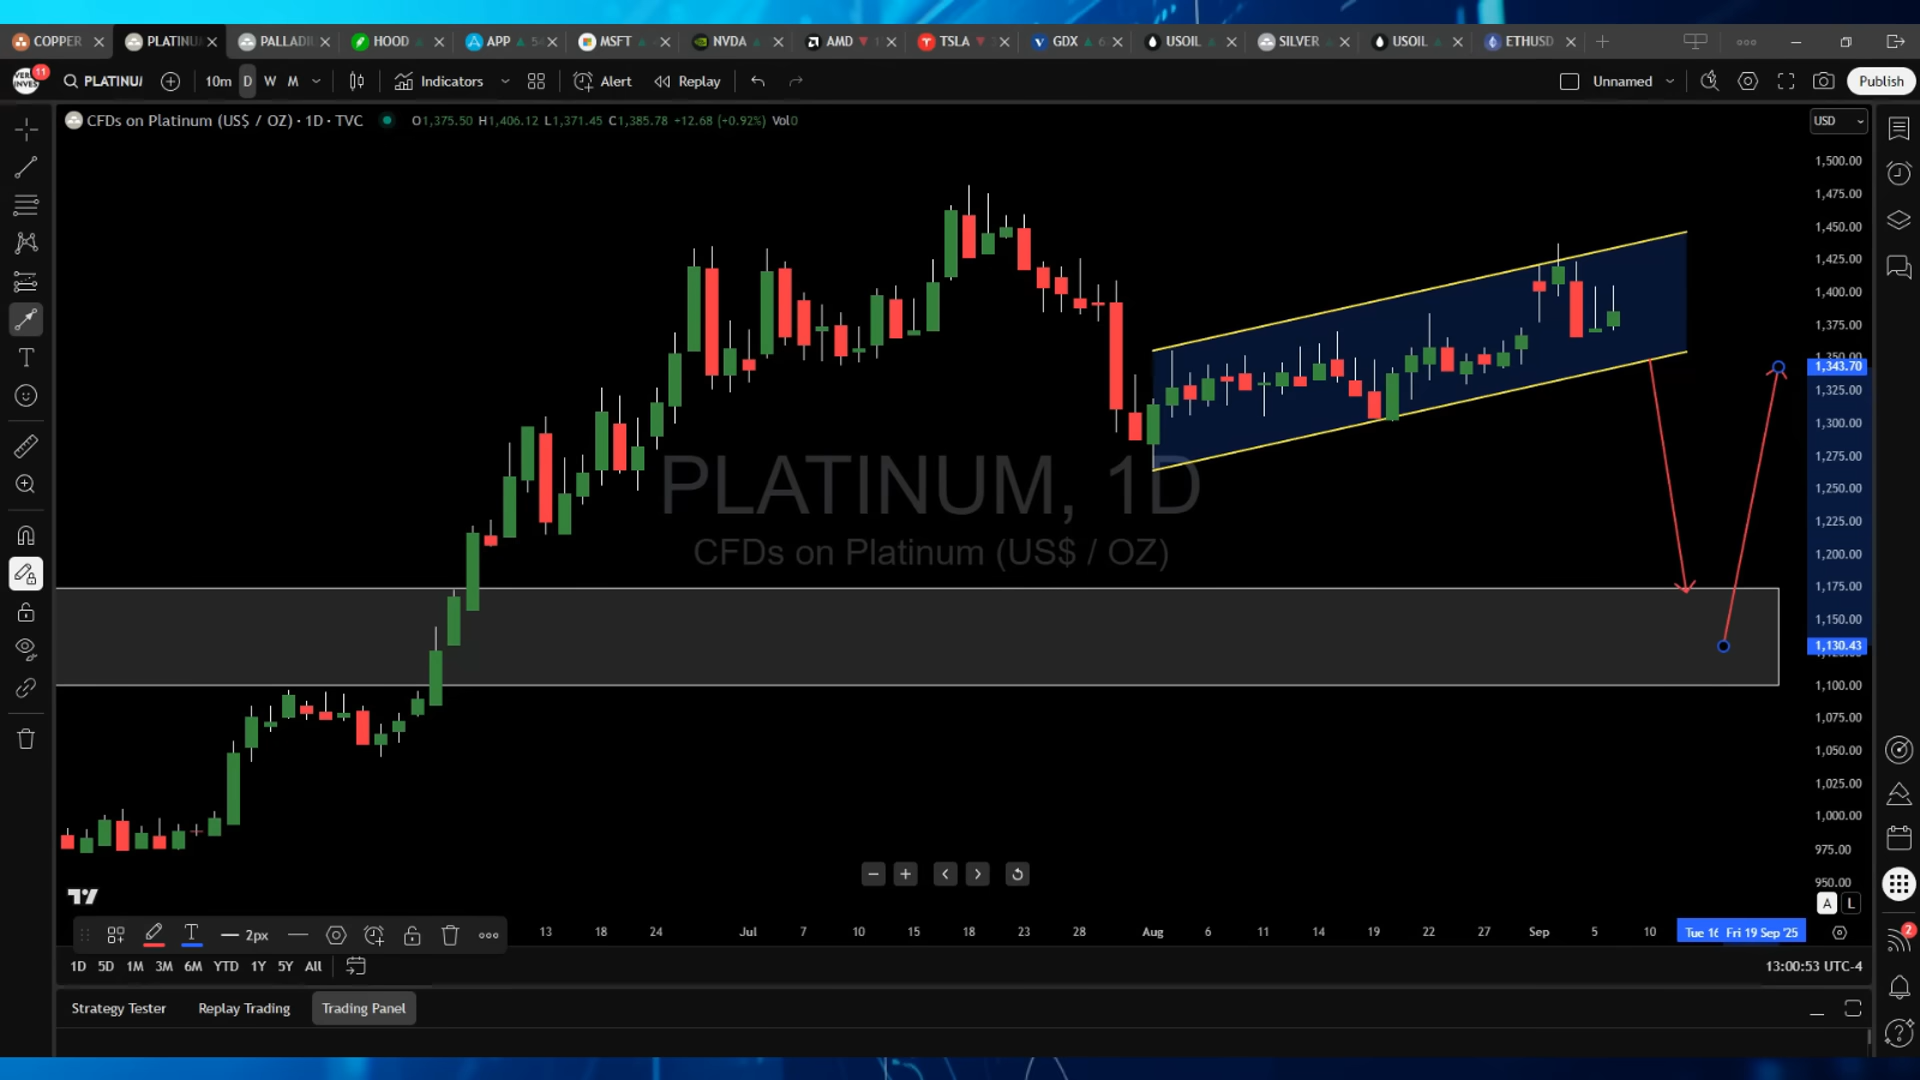 COPPER PLATINU PALLADI HOOD APP MSFT NVDA AMD TSLA GDX USOIL SILVER USOIL ETHUSD
11 PLATINU 10m D W M Indicators Alert Replay Unnamed Publish
CFDs on Platinum (US$ / OZ) · 1D · TVC O1,375.50 H1,406.12 L1,371.45 C1,385.78 +12.68 (+0.92%) Vol0
USD
1,500.00
1,475.00
1,450.00
1,425.00
1,400.00
1,375.00
1,350.00
1,343.70
1,325.00
1,300.00
1,275.00
1,250.00
1,225.00
1,200.00
1,175.00
1,150.00
1,130.43
1,100.00
1,075.00
1,050.00
1,025.00
1,000.00
975.00
950.00
PLATINUM, 1D
CFDs on Platinum (US$ / OZ)
A L
2px
13 18 24 Jul 7 10 15 18 23 28 Aug 6 11 14 19 22 27 Sep 5 10 Tue 16 Fri 19 Sep '25
1D 5D 1M 3M 6M YTD 1Y 5Y All
13:00:53 UTC-4
2
Strategy Tester Replay Trading Trading Panel